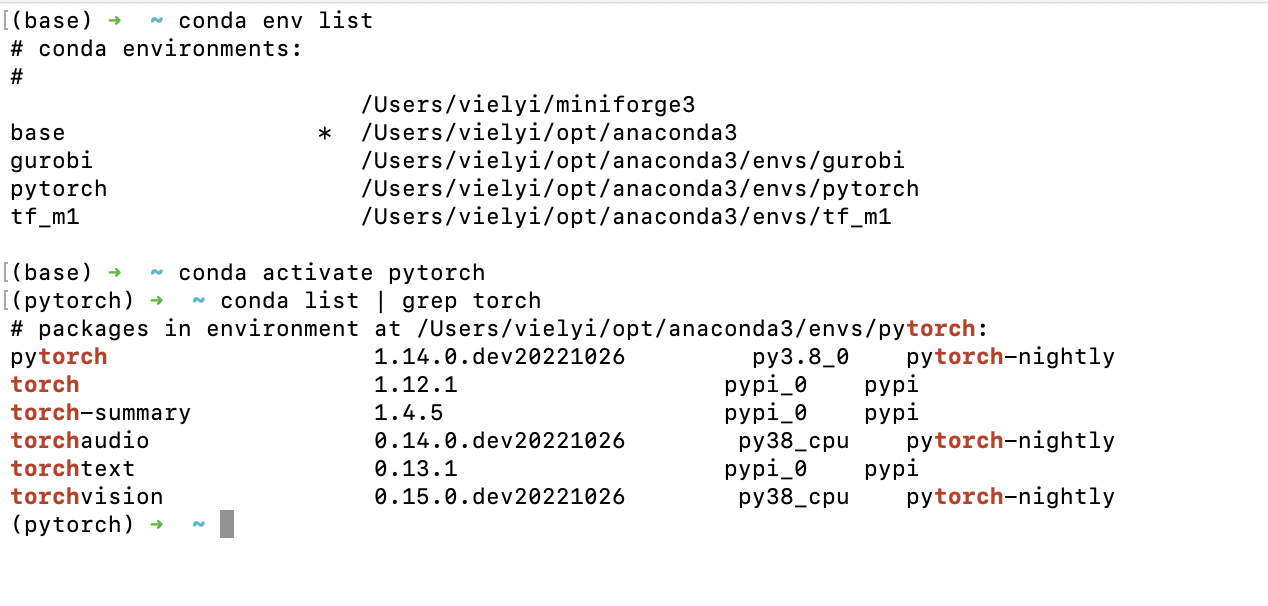 [(base) ➜  ~ conda env list
# conda environments:
#
                         /Users/vielyi/miniforge3
base                  *  /Users/vielyi/opt/anaconda3
gurobi                   /Users/vielyi/opt/anaconda3/envs/gurobi
pytorch                  /Users/vielyi/opt/anaconda3/envs/pytorch
tf_m1                    /Users/vielyi/opt/anaconda3/envs/tf_m1

[(base) ➜  ~ conda activate pytorch
[(pytorch) ➜  ~ conda list | grep torch
# packages in environment at /Users/vielyi/opt/anaconda3/envs/pytorch:
pytorch                   1.14.0.dev20221026         py3.8_0    pytorch-nightly
torch                     1.12.1                   pypi_0    pypi
torch-summary             1.4.5                    pypi_0    pypi
torchaudio                0.14.0.dev20221026        py38_cpu    pytorch-nightly
torchtext                 0.13.1                   pypi_0    pypi
torchvision               0.15.0.dev20221026        py38_cpu    pytorch-nightly
(pytorch) ➜  ~